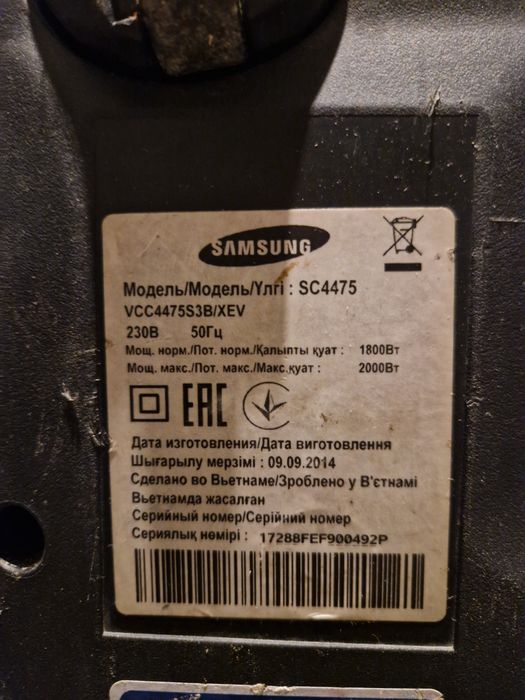 SAMSUNG
Модель/Модель/Үлгі : SC4475
VCC4475S3B/XEV
230В 50Гц
Мощ. норм./Пот. норм./Қалыпты қуат : 1800Вт
Мощ. макс./Пот. макс./Макс.қуат : 2000Вт
EAC
Дата изготовления/Дата виготовлення
Шығарылу мерзімі : 09.09.2014
Сделано во Вьетнаме/Зроблено у В'єтнамі
Вьетнамда жасалған
Серийный номер/Серійний номер
Сериялық нөмірі : 17288FEF900492P